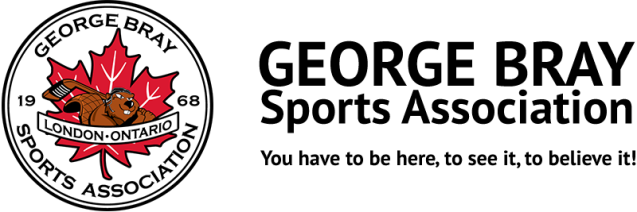 GEORGE BRAY
19 68
LONDON·ONTARIO
SPORTS ASSOCIATION
GEORGE BRAY
Sports Association
You have to be here, to see it, to believe it!